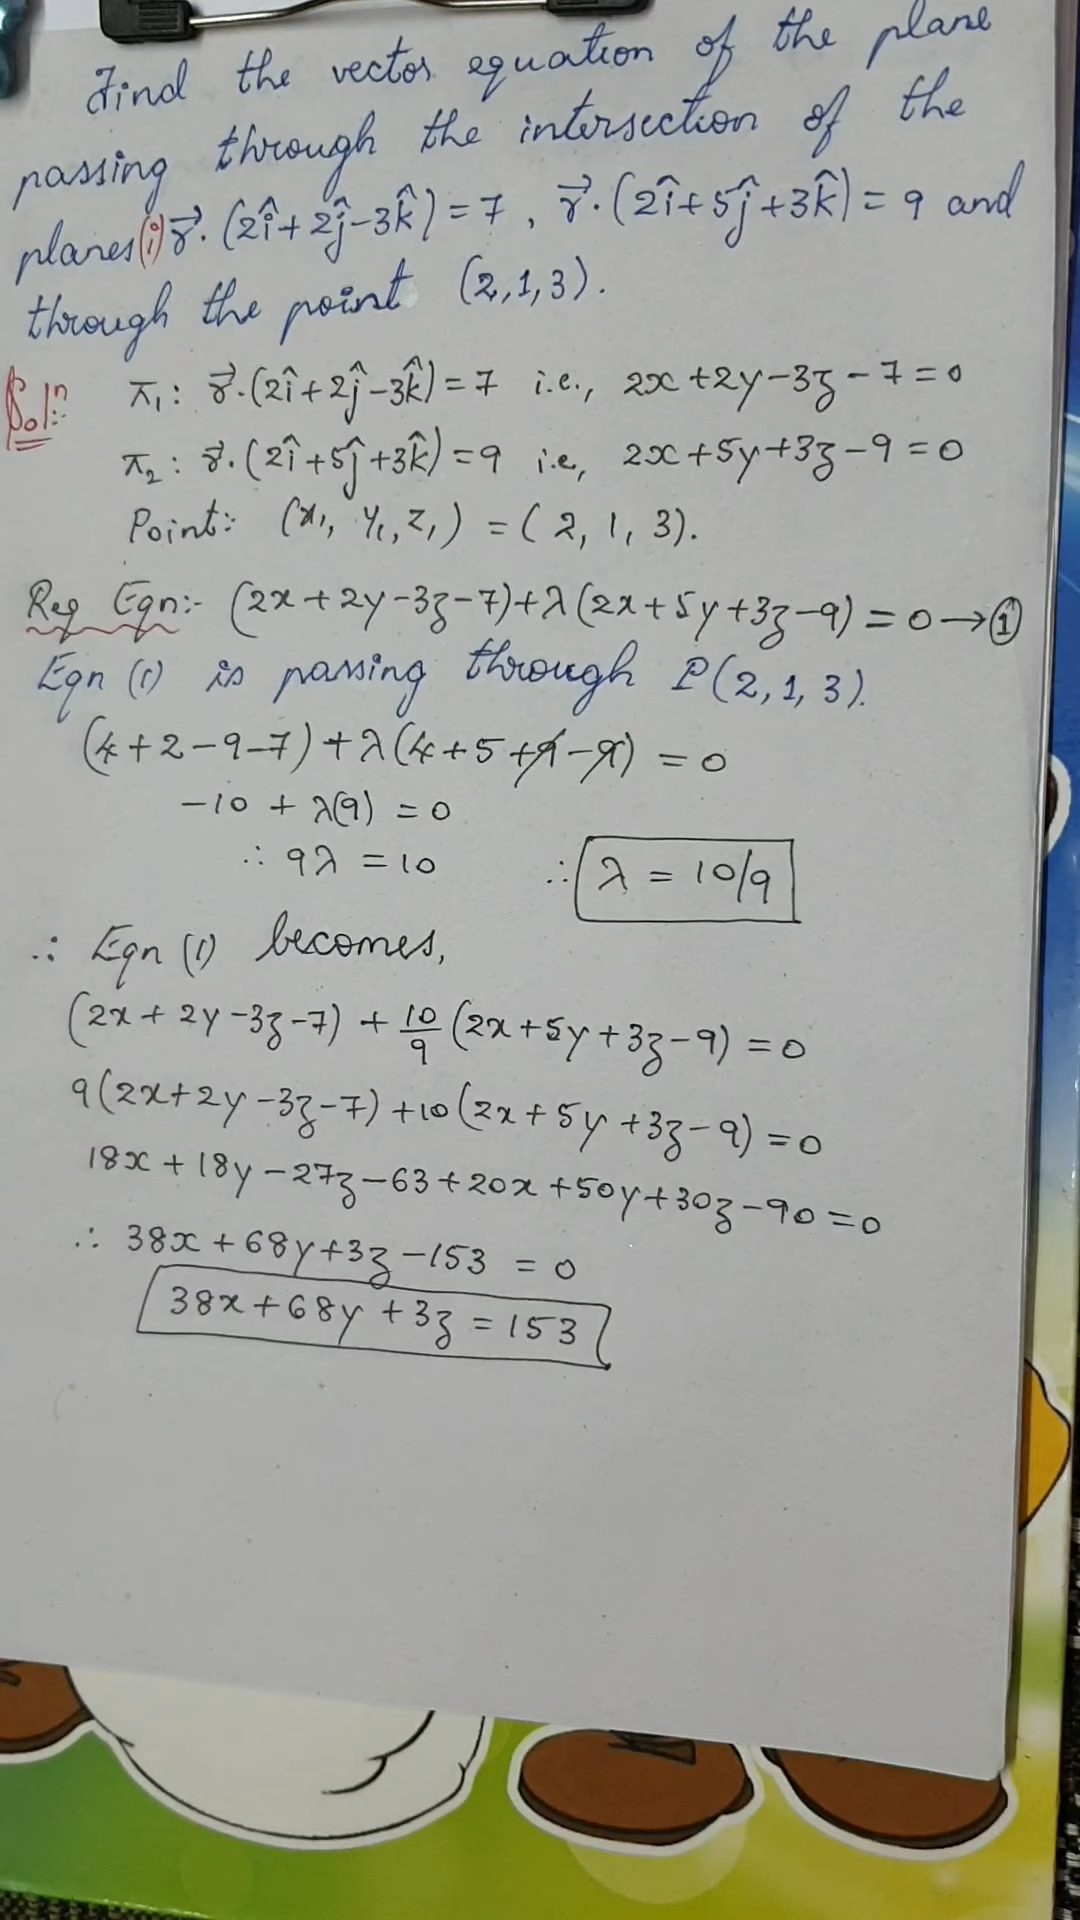 Find the vector equation of the plane
passing through the intersection of the
planes (i) r⃗.(2î+2ĵ-3k̂)=7, r⃗.(2î+5ĵ+3k̂)=9 and
through the point (2,1,3).
Solⁿ:
π₁: r⃗.(2î+2ĵ-3k̂)=7 i.e., 2x+2y-3z-7=0
π₂: r⃗.(2î+5ĵ+3k̂)=9 i.e, 2x+5y+3z-9=0
Point:- (x₁, y₁, z₁) = (2, 1, 3).
Req Eqn:- (2x+2y-3z-7)+λ(2x+5y+3z-9)=0→①
Eqn (1) is passing through P(2,1,3).
(4+2-9-7)+λ(4+5+9-9)=0
-10+λ(9)=0
∴ 9λ=10 ∴ λ=10/9
∴ Eqn (1) becomes,
(2x+2y-3z-7)+10/9(2x+5y+3z-9)=0
9(2x+2y-3z-7)+10(2x+5y+3z-9)=0
18x+18y-27z-63+20x+50y+30z-90=0
∴ 38x+68y+3z-153=0
38x+68y+3z=153